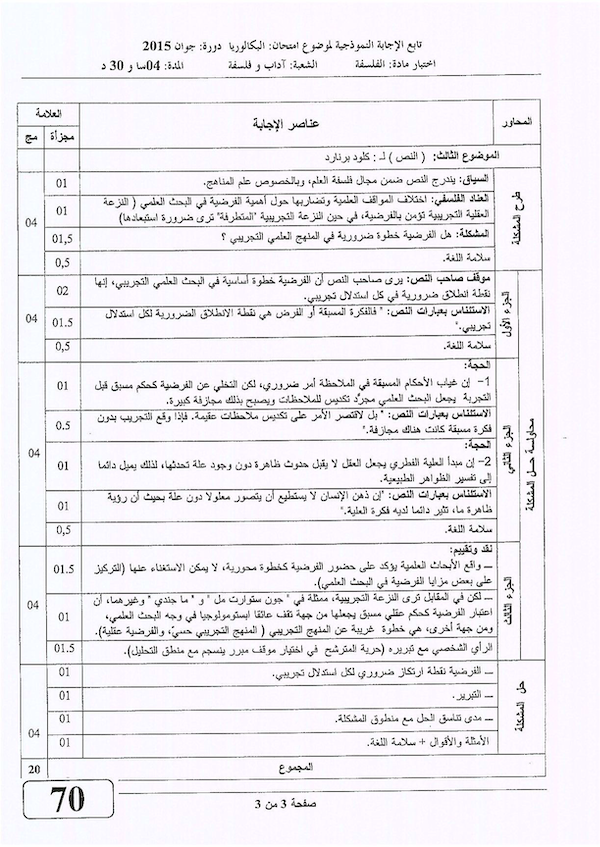 تابع الإجابة النموذجية لموضوع امتحان: البكالوريا دورة: جوان 2015
اختبار مادة: الفلسفة الشعبة: آداب و فلسفة المدة: 04سا و 30 د
المحاور عناصر الإجابة العلامة
مجزأة مج
الموضوع الثالث: ( النص ) لـ : كلود برنارد
طرح المشكلة
السياق: يندرج النص ضمن مجال فلسفة العلم، وبالخصوص علم المناهج. 01
العناد الفلسفي: اختلاف المواقف العلمية وتضاربها حول أهمية الفرضية في البحث العلمي ( النزعة
العقلية التجريبية تؤمن بالفرضية، في حين النزعة التجريبية "المتطرفة" ترى ضرورة استبعادها) 01
04
المشكلة: هل الفرضية خطوة ضرورية في المنهج العلمي التجريبي ؟ 01,5
سلامة اللغة. 0,5
محاولة حل المشكلة
الجزء الأول
موقف صاحب النص: يرى صاحب النص أن الفرضية خطوة أساسية في البحث العلمي التجريبي، إنها
نقطة انطلاق ضرورية في كل استدلال تجريبي. 02
الاستئناس بعبارات النص: " فالفكرة المسبقة أو الفرض هي نقطة الانطلاق الضرورية لكل استدلال
تجريبي." 01.5 04
سلامة اللغة. 0,5
الجزء الثاني
الحجة:
1– إن غياب الأحكام المسبقة في الملاحظة أمر ضروري، لكن التخلي عن الفرضية كحكم مسبق قبل
التجربة يجعل البحث العلمي مجرّد تكديس للملاحظات ويصبح بذلك مجازفة كبيرة. 01
الاستئناس بعبارات النص: " بل لاقتصر الأمر على تكديس ملاحظات عقيمة. فإذا وقع التجريب بدون
فكرة مسبقة كانت هناك مجازفة." 0.5
الحجة: 04
2– إن مبدأ العلية الفطري يجعل العقل لا يقبل حدوث ظاهرة دون وجود علة تحدثها، لذلك يميل دائما
إلى تفسير الظواهر الطبيعية. 01
الاستئناس بعبارات النص: "إن ذهن الإنسان لا يستطيع أن يتصور معلولا دون علة بحيث أن رؤية
ظاهرة ما، تثير دائما لديه فكرة العلية." 01
سلامة اللغة. 0,5
الجزء الثالث
نقد وتقييم:
ـــ واقع الأبحاث العلمية يؤكد على حضور الفرضية كخطوة محورية، لا يمكن الاستغناء عنها (التركيز
على بعض مزايا الفرضية في البحث العلمي). 01.5
ـــ لكن في المقابل ترى النزعة التجريبية، ممثلة في " جون ستوارت مل " و " ما جندي " وغيرهما، أن
اعتبار الفرضية كحكم عقلي مسبق يجعلها من جهة تقف عائقا ابستومولوجيا في وجه البحث العلمي، 01 04
ومن جهة أخرى، هي خطوة غريبة عن المنهج التجريبي ( المنهج التجريبي حسيّ، والفرضية عقلية).
الرأي الشخصي مع تبريره (حرية المترشح في اختيار موقف مبرر ينسجم مع منطق التحليل). 01.5
حل المشكلة
ـــ الفرضية نقطة ارتكاز ضروري لكل استدلال تجريبي. 01
ـــ التبرير. 01
ـــ مدى تناسق الحل مع منطوق المشكلة. 01 04
الأمثلة والأقوال + سلامة اللغة. 01
المجموع 20
صفحة 3 من 3
70